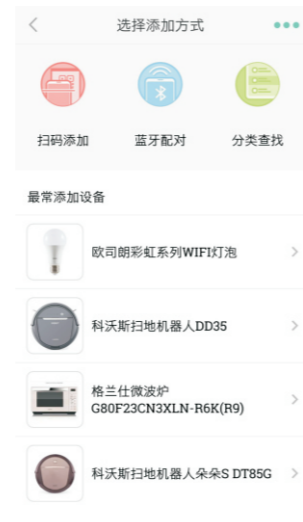 选择添加方式
扫码添加 蓝牙配对 分类查找
最常添加设备
欧司朗彩虹系列WIFI灯泡
科沃斯扫地机器人DD35
格兰仕微波炉
G80F23CN3XLN-R6K(R9)
科沃斯扫地机器人朵朵S DT85G